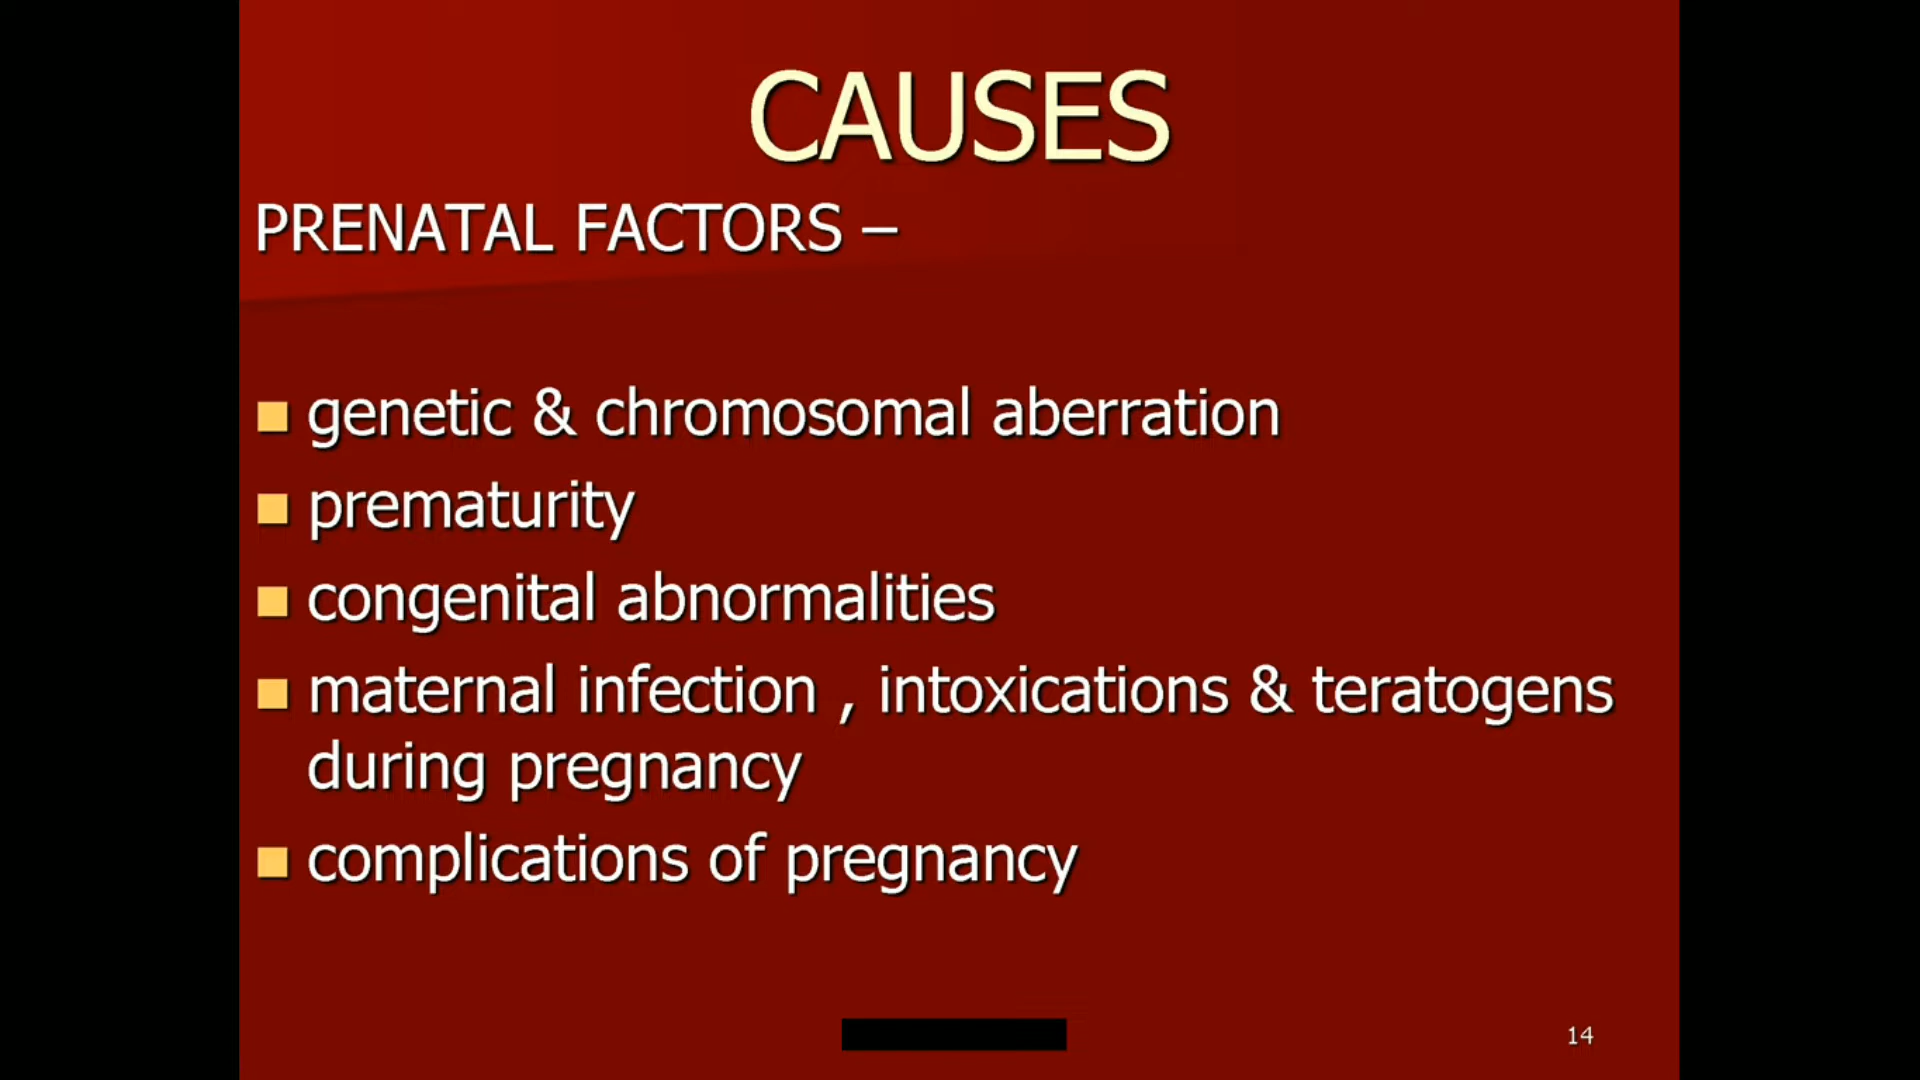 CAUSES
PRENATAL FACTORS –
genetic & chromosomal aberration
prematurity
congenital abnormalities
maternal infection , intoxications & teratogens
during pregnancy
complications of pregnancy
14